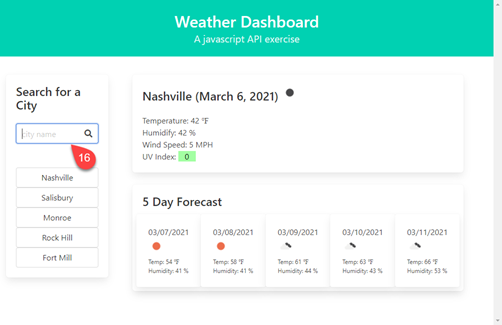 Weather Dashboard
A javascript API exercise
Search for a
City
city name
16
Nashville
Salisbury
Monroe
Rock Hill
Fort Mill
Nashville (March 6, 2021)
Temperature: 42 °F
Humidity: 42 %
Wind Speed: 5 MPH
UV Index: 0
5 Day Forecast
03/07/2021
Temp: 54 °F
Humidity: 41 %
03/08/2021
Temp: 58 °F
Humidity: 41 %
03/09/2021
Temp: 61 °F
Humidity: 44 %
03/10/2021
Temp: 63 °F
Humidity: 43 %
03/11/2021
Temp: 66 °F
Humidity: 53 %